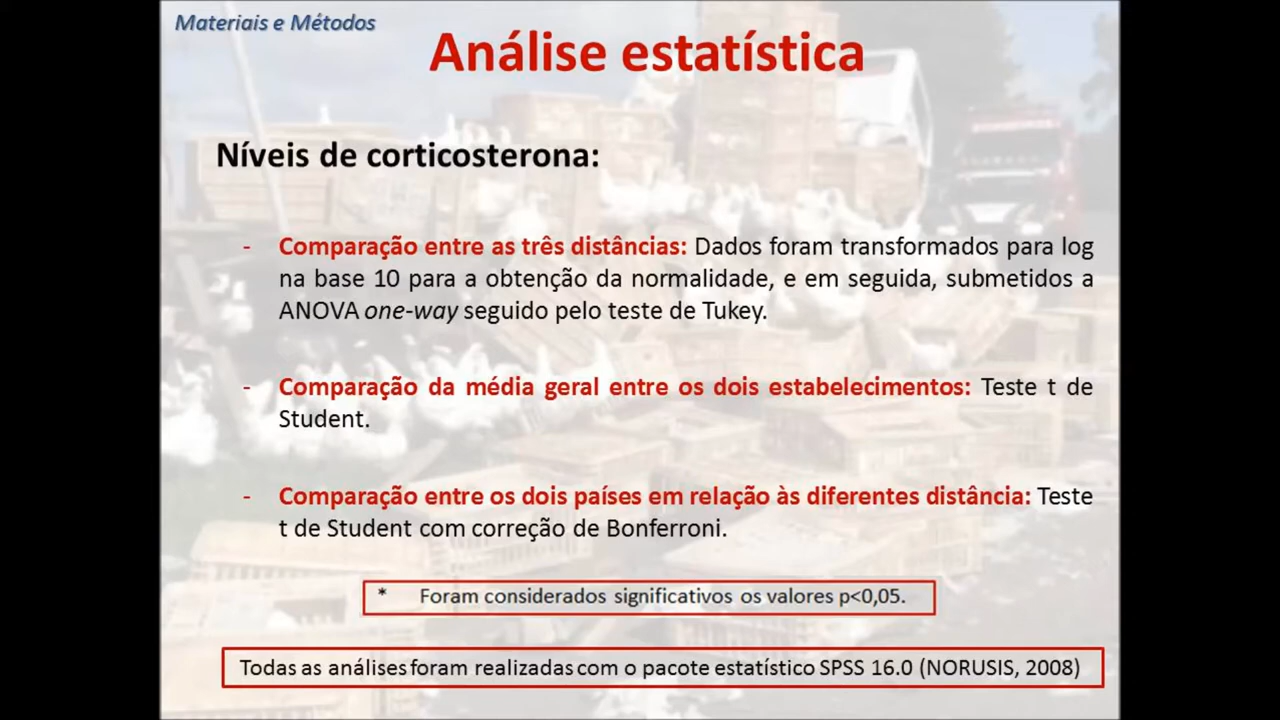 Materiais e Métodos
Análise estatística
Níveis de corticosterona:
- Comparação entre as três distâncias: Dados foram transformados para log
na base 10 para a obtenção da normalidade, e em seguida, submetidos a
ANOVA one-way seguido pelo teste de Tukey.
- Comparação da média geral entre os dois estabelecimentos: Teste t de
Student.
- Comparação entre os dois países em relação às diferentes distância: Teste
t de Student com correção de Bonferroni.
* Foram considerados significativos os valores p<0,05.
Todas as análises foram realizadas com o pacote estatístico SPSS 16.0 (NORUSIS, 2008)